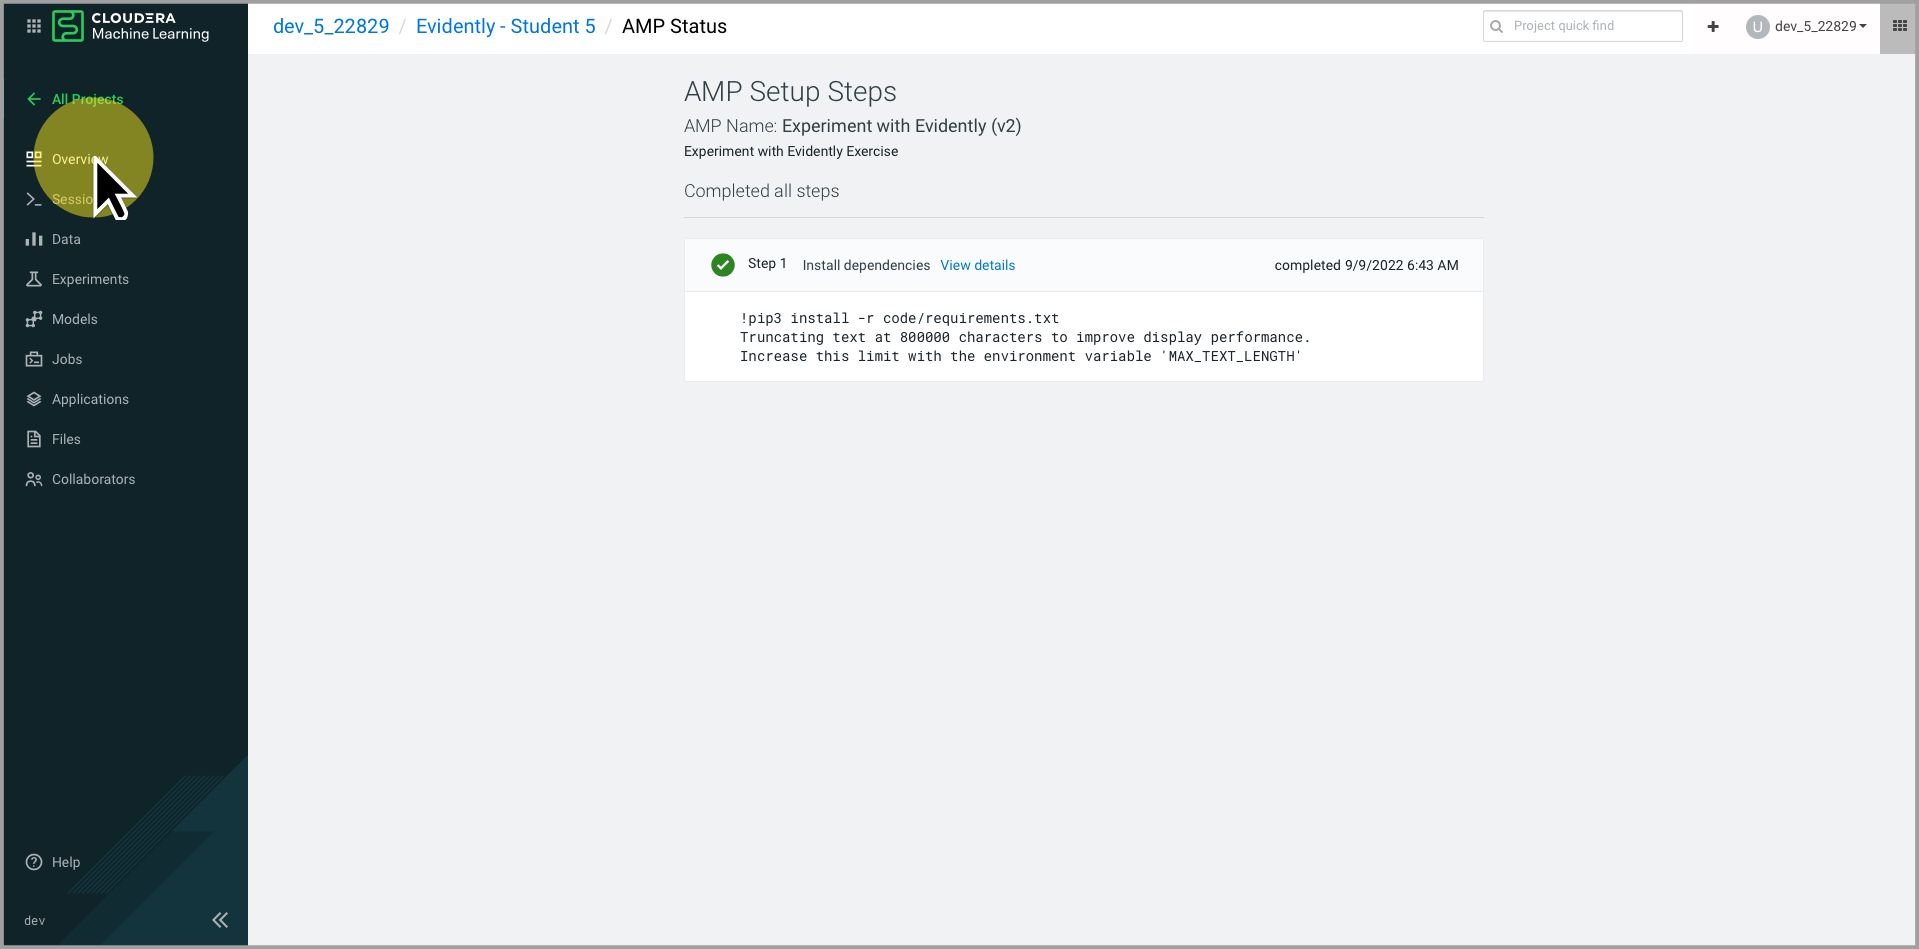 CLOUDERA
Machine Learning
dev_5_22829 / Evidently - Student 5 / AMP Status
Project quick find
U dev_5_22829
All Projects
Overview
Sessio
Data
Experiments
Models
Jobs
Applications
Files
Collaborators
Help
dev
AMP Setup Steps
AMP Name: Experiment with Evidently (v2)
Experiment with Evidently Exercise
Completed all steps
Step 1 Install dependencies View details completed 9/9/2022 6:43 AM
!pip3 install -r code/requirements.txt
Truncating text at 800000 characters to improve display performance.
Increase this limit with the environment variable 'MAX_TEXT_LENGTH'